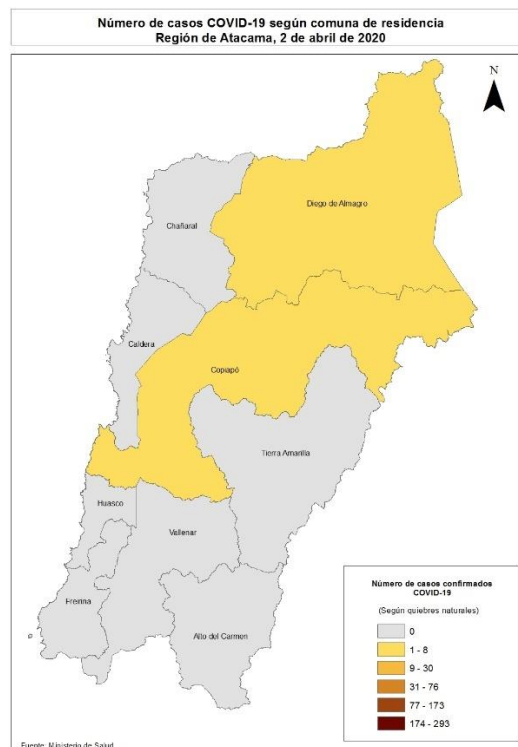 Número de casos COVID-19 según comuna de residencia
Región de Atacama, 2 de abril de 2020
N
Diego de Almagro
Chañaral
Caldera
Copiapó
Tierra Amarilla
Huasco
Vallenar
Freirina
Alto del Carmen
Número de casos confirmados
COVID-19
(Según quiebres naturales)
0
1 - 8
9 - 30
31 - 76
77 - 173
174 - 293
Fuente: Ministerio de Salud